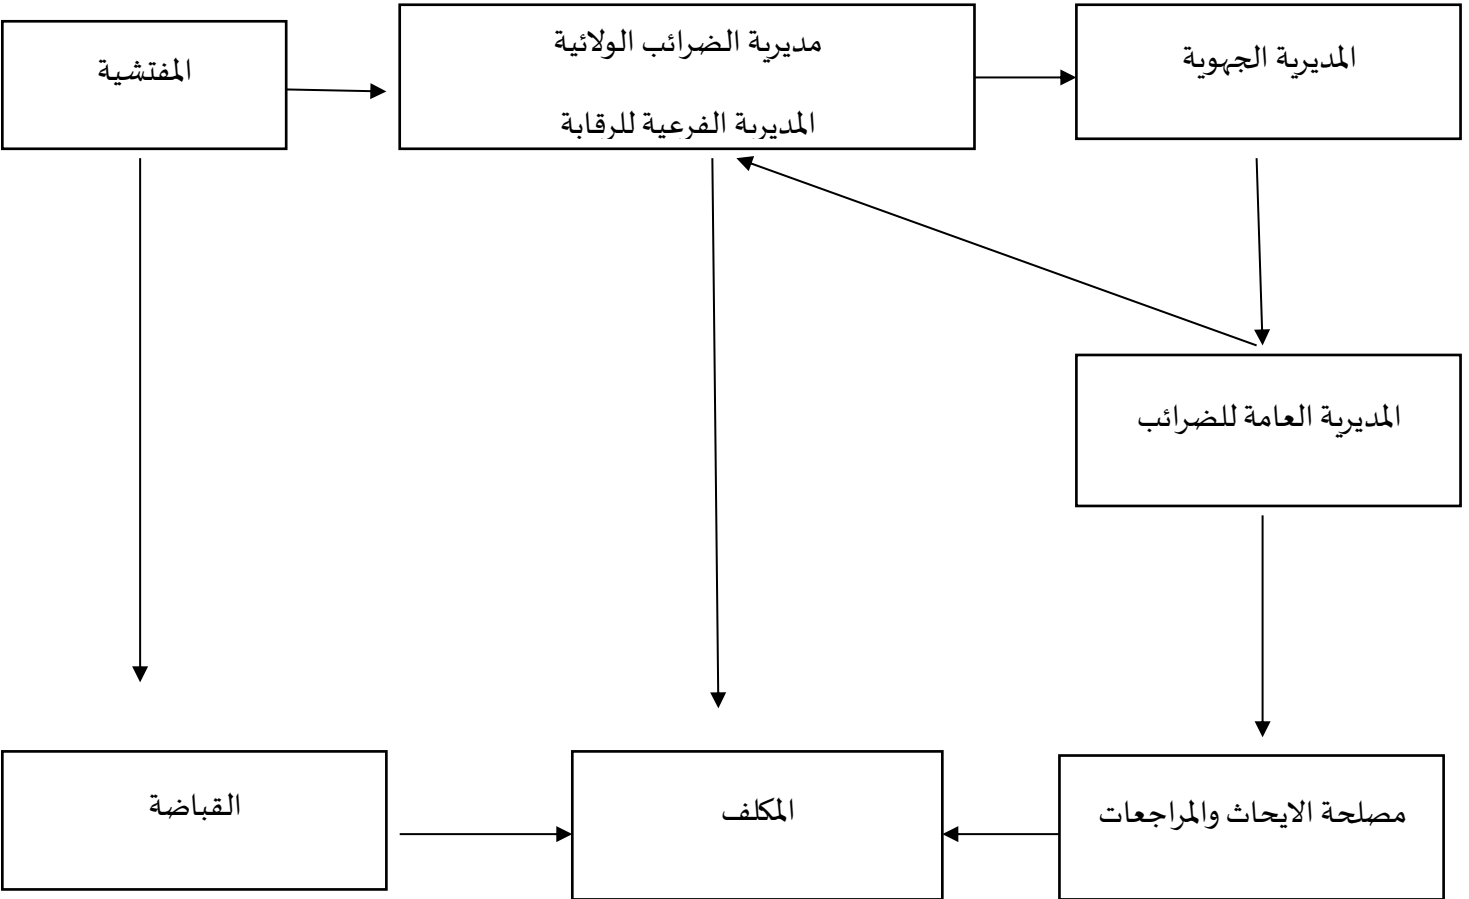 المفتشية
مديرية الضرائب الولائية
المديرية الفرعية للرقابة
المديرية الجهوية
المديرية العامة للضرائب
القباضة
المكلف
مصلحة الايحاث والمراجعات